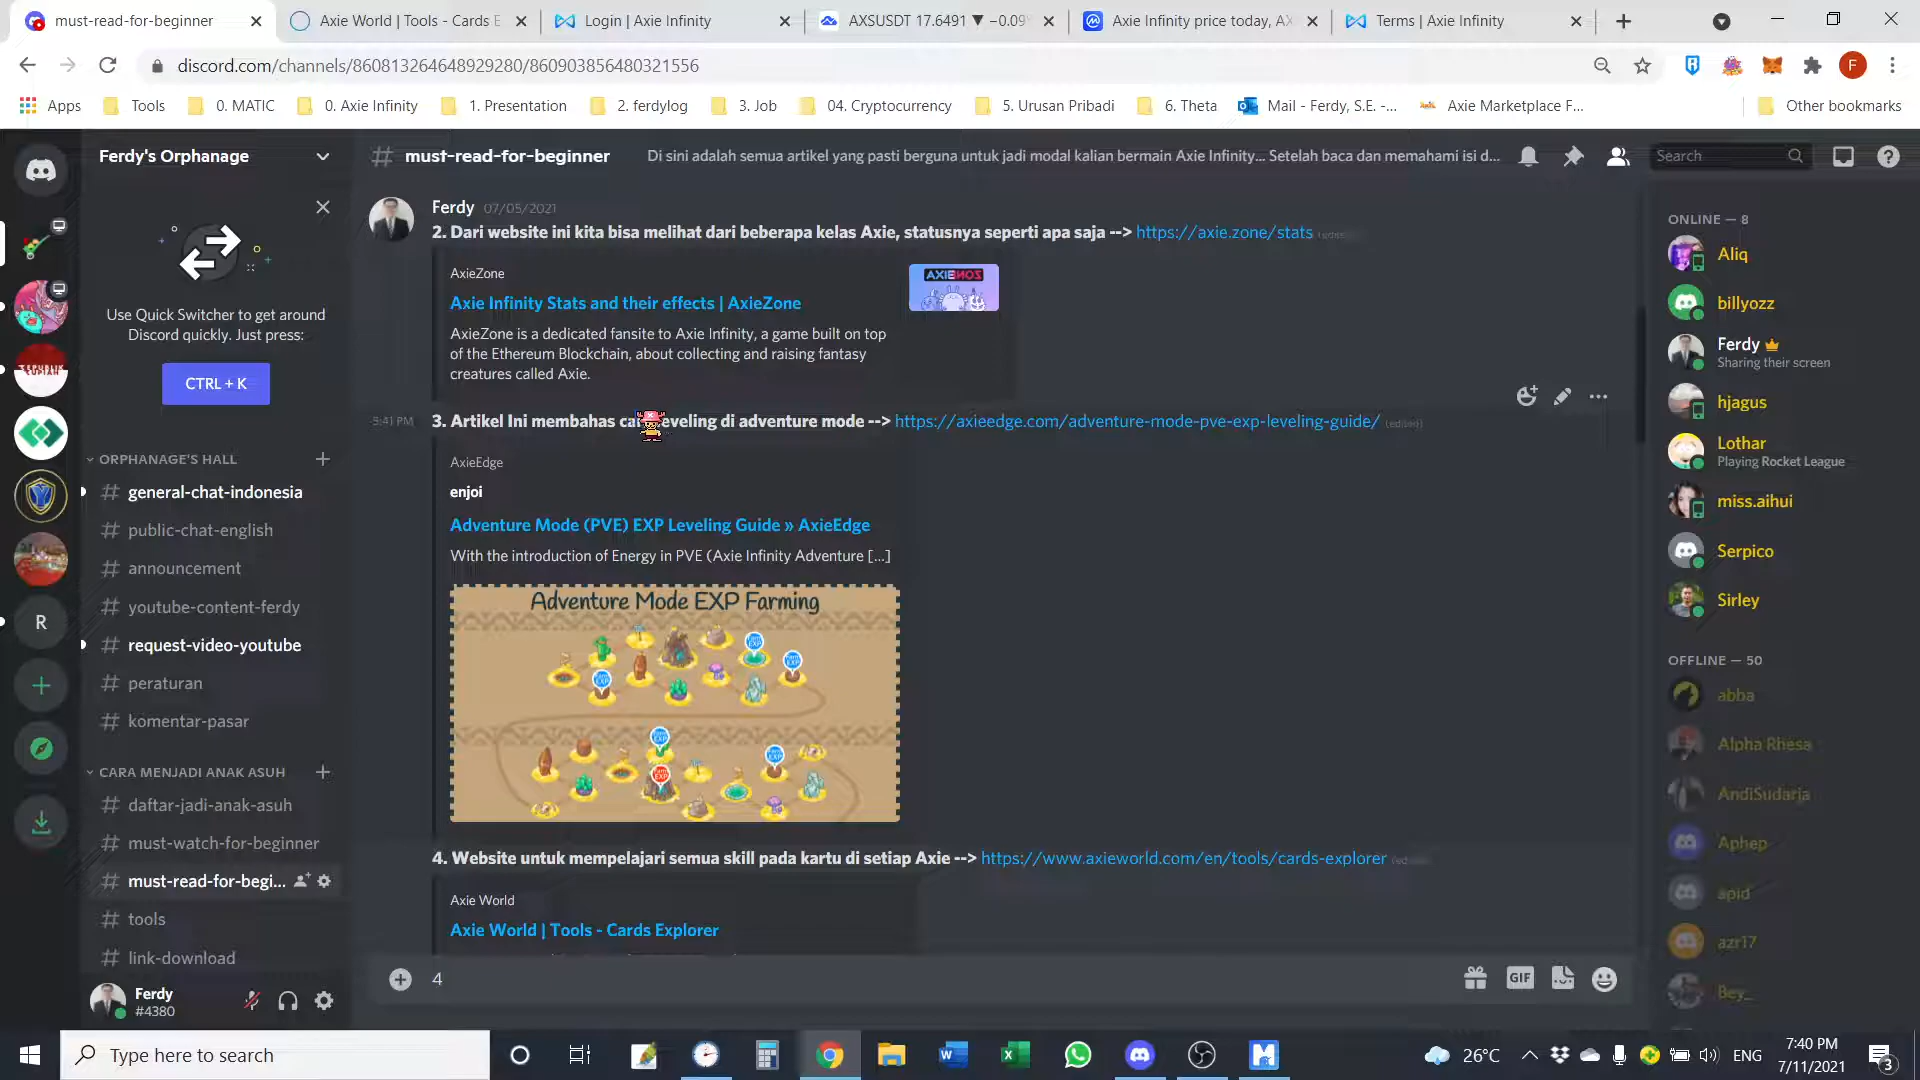 must-read-for-beginner
Axie World | Tools - Cards E
Login | Axie Infinity
AXSUSDT 17.6491 ▼ −0.09
Axie Infinity price today, AX
Terms | Axie Infinity
discord.com/channels/860813264648929280/860903856480321556
F
Apps
Tools
0. MATIC
0. Axie Infinity
1. Presentation
2. ferdylog
3. Job
04. Cryptocurrency
5. Urusan Pribadi
6. Theta
Mail - Ferdy, S.E. -...
Axie Marketplace F...
Other bookmarks
Ferdy's Orphanage
# must-read-for-beginner
Di sini adalah semua artikel yang pasti berguna untuk jadi modal kalian bermain Axie Infinity... Setelah baca dan memahami isi d...
Search
Use Quick Switcher to get around
Discord quickly. Just press:
CTRL + K
R
ORPHANAGE'S HALL
# general-chat-indonesia
# public-chat-english
# announcement
# youtube-content-ferdy
# request-video-youtube
# peraturan
# komentar-pasar
CARA MENJADI ANAK ASUH
# daftar-jadi-anak-asuh
# must-watch-for-beginner
# must-read-for-begi...
# tools
# link-download
Ferdy
#4380
Ferdy 07/05/2021
2. Dari website ini kita bisa melihat dari beberapa kelas Axie, statusnya seperti apa saja --> https://axie.zone/stats
AxieZone
Axie Infinity Stats and their effects | AxieZone
AxieZone is a dedicated fansite to Axie Infinity, a game built on top
of the Ethereum Blockchain, about collecting and raising fantasy
creatures called Axie.
5:41 PM
3. Artikel Ini membahas leveling di adventure mode --> https://axieedge.com/adventure-mode-pve-exp-leveling-guide/ (edited)
AxieEdge
enjoi
Adventure Mode (PVE) EXP Leveling Guide » AxieEdge
With the introduction of Energy in PVE (Axie Infinity Adventure [...]
Adventure Mode EXP Farming
4. Website untuk mempelajari semua skill pada kartu di setiap Axie --> https://www.axieworld.com/en/tools/cards-explorer
Axie World
Axie World | Tools - Cards Explorer
4
GIF
ONLINE — 8
Aliq
billyozz
Ferdy
Sharing their screen
hjagus
Lothar
Playing Rocket League
miss.aihui
Serpico
Sirley
OFFLINE — 50
abba
Alpha Rhesa
AndiSudarja
Aphep
apid
azr17
Bey_
Type here to search
26°C
ENG
7:40 PM
7/11/2021
3